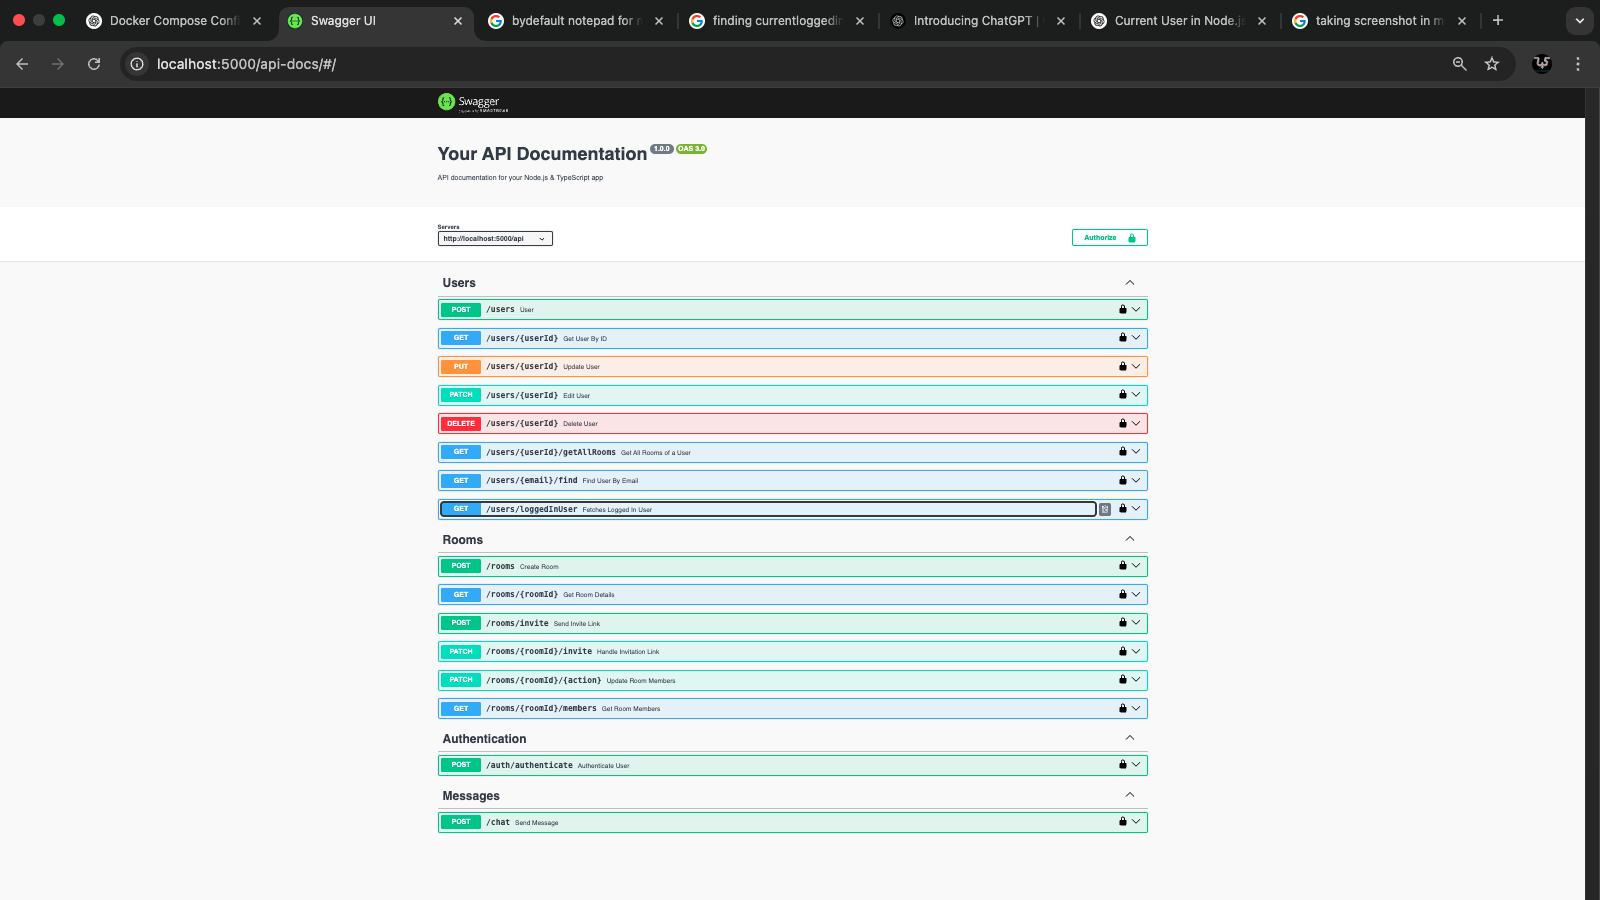 Docker Compose Confi
Swagger UI
bydefault notepad for m
finding currentloggedin
Introducing ChatGPT |
Current User in Node.js
taking screenshot in m
localhost:5000/api-docs/#/
Swagger
Your API Documentation 1.0.0 OAS 3.0
API documentation for your Node.js & TypeScript app
Servers
http://localhost:5000/api
Authorize
Users
POST /users User
GET /users/{userId} Get User By ID
PUT /users/{userId} Update User
PATCH /users/{userId} Edit User
DELETE /users/{userId} Delete User
GET /users/{userId}/getAllRooms Get All Rooms of a User
GET /users/{email}/find Find User By Email
GET /users/loggedInUser Fetches Logged In User
Rooms
POST /rooms Create Room
GET /rooms/{roomId} Get Room Details
POST /rooms/invite Send Invite Link
PATCH /rooms/{roomId}/invite Handle Invitation Link
PATCH /rooms/{roomId}/{action} Update Room Members
GET /rooms/{roomId}/members Get Room Members
Authentication
POST /auth/authenticate Authenticate User
Messages
POST /chat Send Message